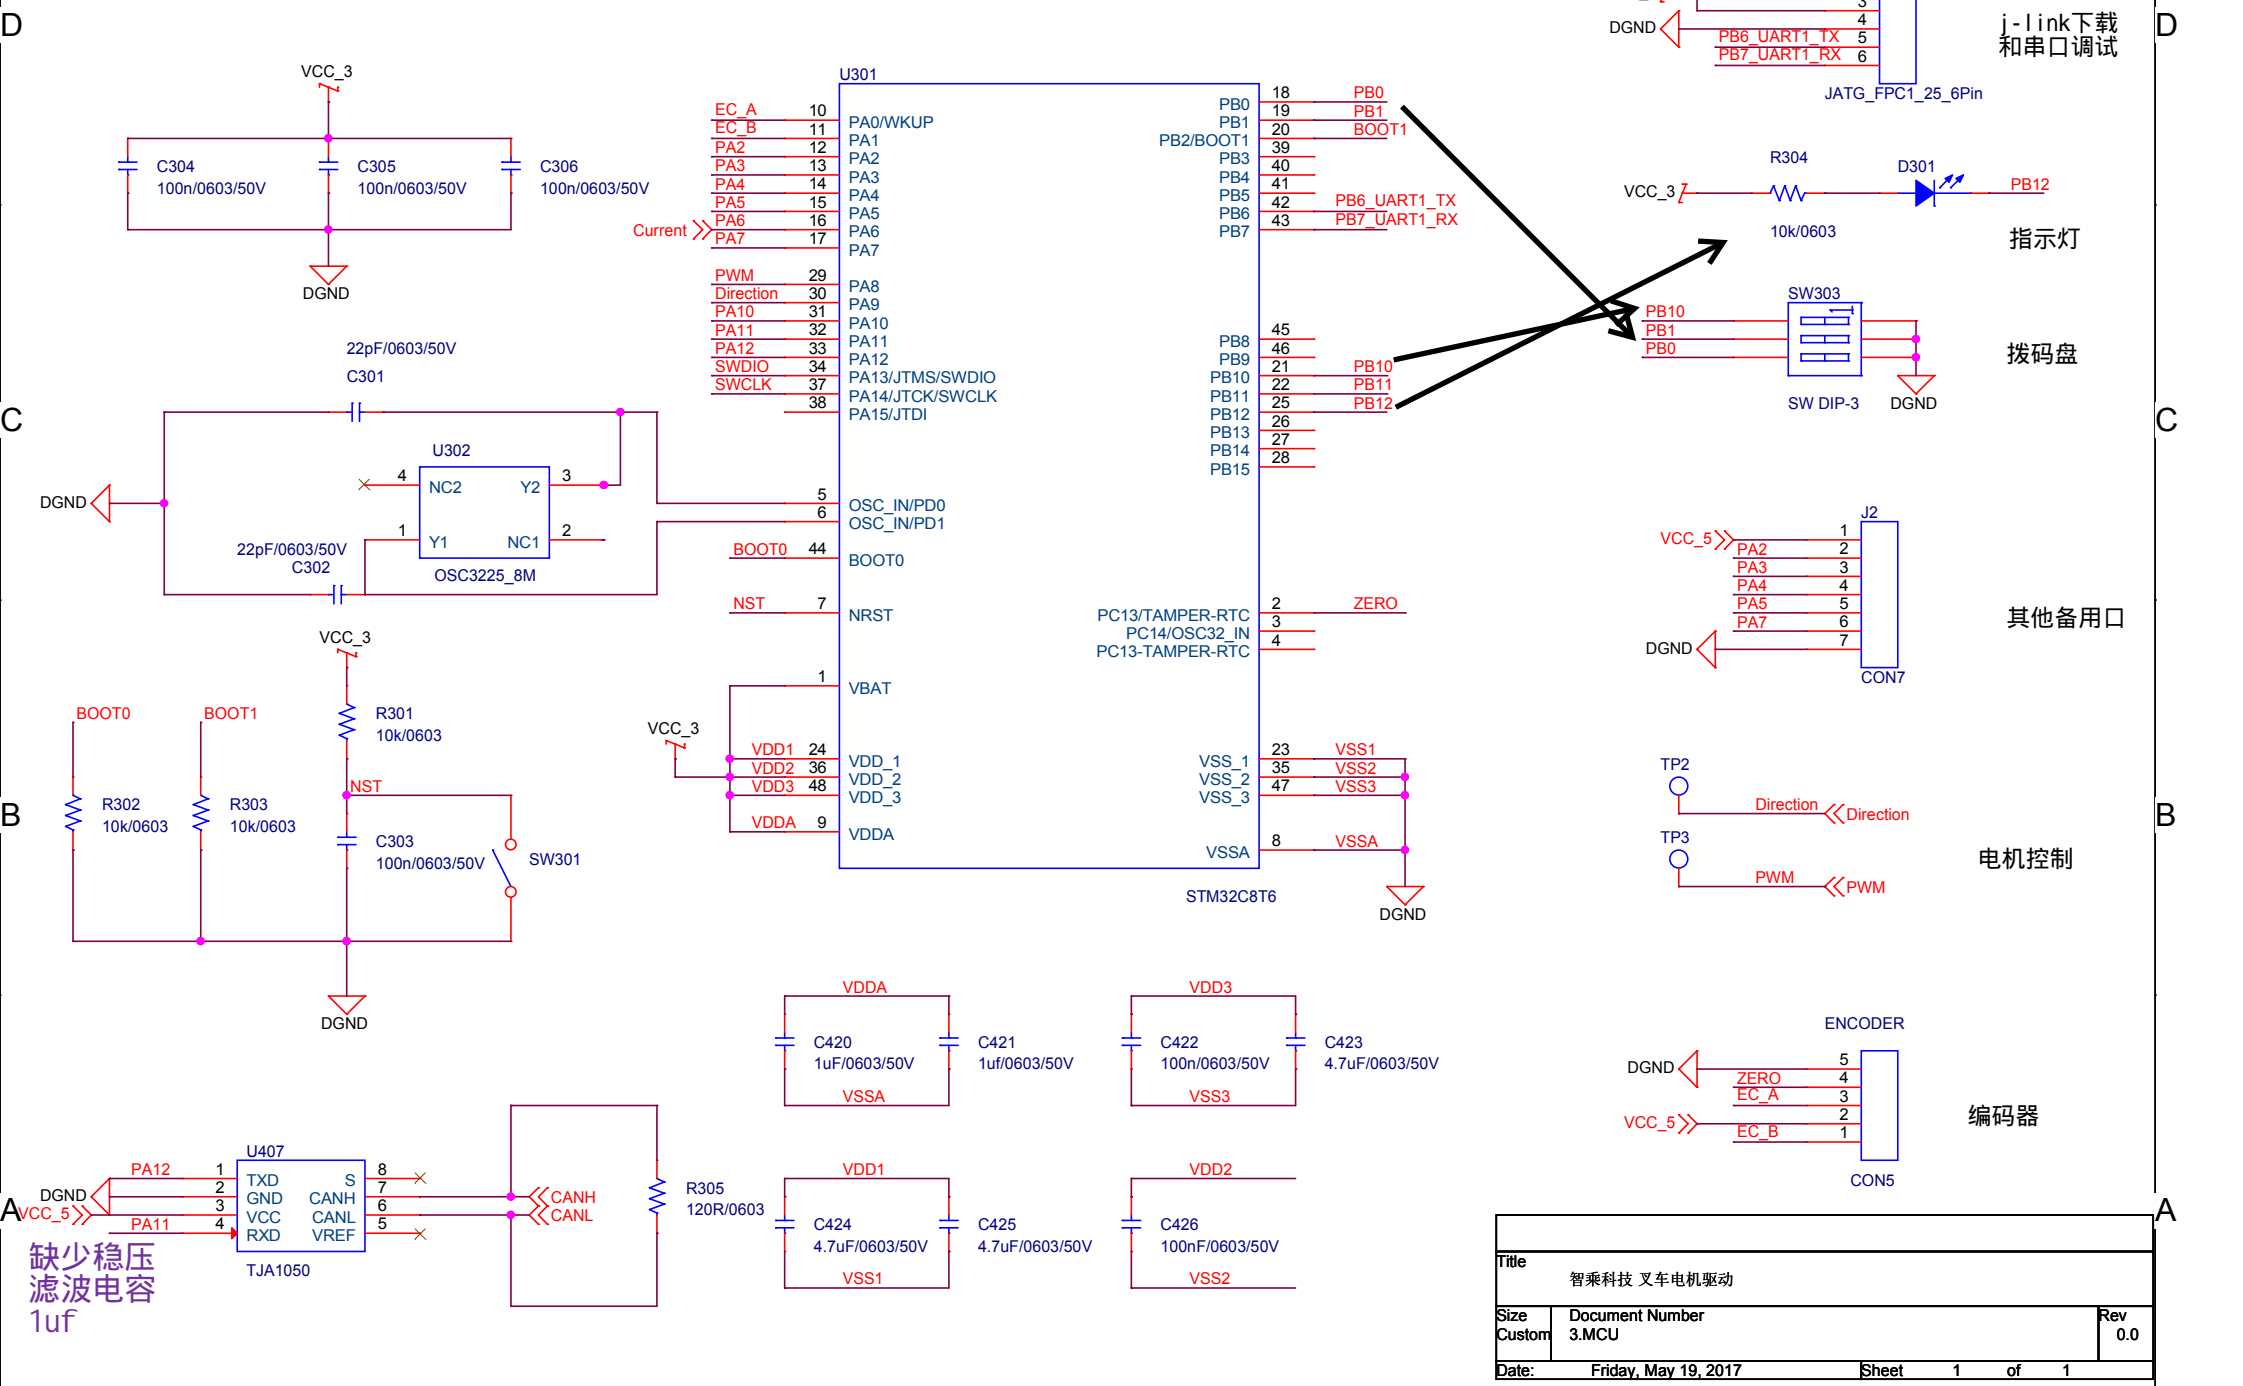 D
VCC_3
C304
100n/0603/50V
C305
100n/0603/50V
C306
100n/0603/50V
DGND
22pF/0603/50V
C301
C
U302
4
NC2
Y2
3
1
Y1
NC1
2
OSC3225_8M
DGND
22pF/0603/50V
C302
VCC_3
BOOT0
BOOT1
R301
10k/0603
NST
R302
10k/0603
R303
10k/0603
B
C303
100n/0603/50V
SW301
DGND
U301
EC_A 10 PA0/WKUP
EC_B 11 PA1
PA2 12 PA2
PA3 13 PA3
PA4 14 PA4
PA5 15 PA5
Current PA6 16 PA6
PA7 17 PA7
PWM 29 PA8
Direction 30 PA9
PA10 31 PA10
PA11 32 PA11
PA12 33 PA12
SWDIO 34 PA13/JTMS/SWDIO
SWCLK 37 PA14/JTCK/SWCLK
38 PA15/JTDI
5 OSC_IN/PD0
6 OSC_IN/PD1
BOOT0 44 BOOT0
NST 7 NRST
1 VBAT
VCC_3
VDD1 24 VDD_1
VDD2 36 VDD_2
VDD3 48 VDD_3
VDDA 9 VDDA
PB0 18 PB0
PB1 19 PB1
PB2/BOOT1 20 BOOT1
PB3 39
PB4 40
PB5 41
PB6 42 PB6_UART1_TX
PB7 43 PB7_UART1_RX
PB8 45
PB9 46
PB10 21 PB10
PB11 22 PB11
PB12 25 PB12
PB13 26
PB14 27
PB15 28
PC13/TAMPER-RTC 2 ZERO
PC14/OSC32_IN 3
PC13-TAMPER-RTC 4
VSS_1 23 VSS1
VSS_2 35 VSS2
VSS_3 47 VSS3
VSSA 8 VSSA
STM32C8T6
DGND
3
DGND 4
PB6_UART1_TX 5
PB7_UART1_RX 6
JATG_FPC1_25_6Pin
j-link下载
和串口调试
D
R304
D301
VCC_3
PB12
10k/0603
指示灯
SW303
PB10
1
PB1
PB0
拨码盘
SW DIP-3
DGND
C
J2
VCC_5 1
PA2 2
PA3 3
PA4 4
PA5 5
PA7 6
DGND 7
CON7
其他备用口
TP2
Direction Direction
B
TP3
PWM PWM
电机控制
ENCODER
DGND 5
ZERO 4
EC_A 3
VCC_5 2
EC_B 1
CON5
编码器
VDDA
C420
1uF/0603/50V
C421
1uf/0603/50V
VSSA
VDD3
C422
100n/0603/50V
C423
4.7uF/0603/50V
VSS3
VDD1
C424
4.7uF/0603/50V
C425
4.7uF/0603/50V
VSS1
VDD2
C426
100nF/0603/50V
VSS2
A
U407
PA12 1 TXD
DGND 2 GND
VCC_5 3 VCC
PA11 4 RXD
S 8
CANH 7 CANH
CANL 6 CANL
VREF 5
TJA1050
R305
120R/0603
缺少稳压
滤波电容
1uf
A
Title
智乘科技 叉车电机驱动
Size Document Number Rev
Custom 3.MCU 0.0
Date: Friday, May 19, 2017 Sheet 1 of 1